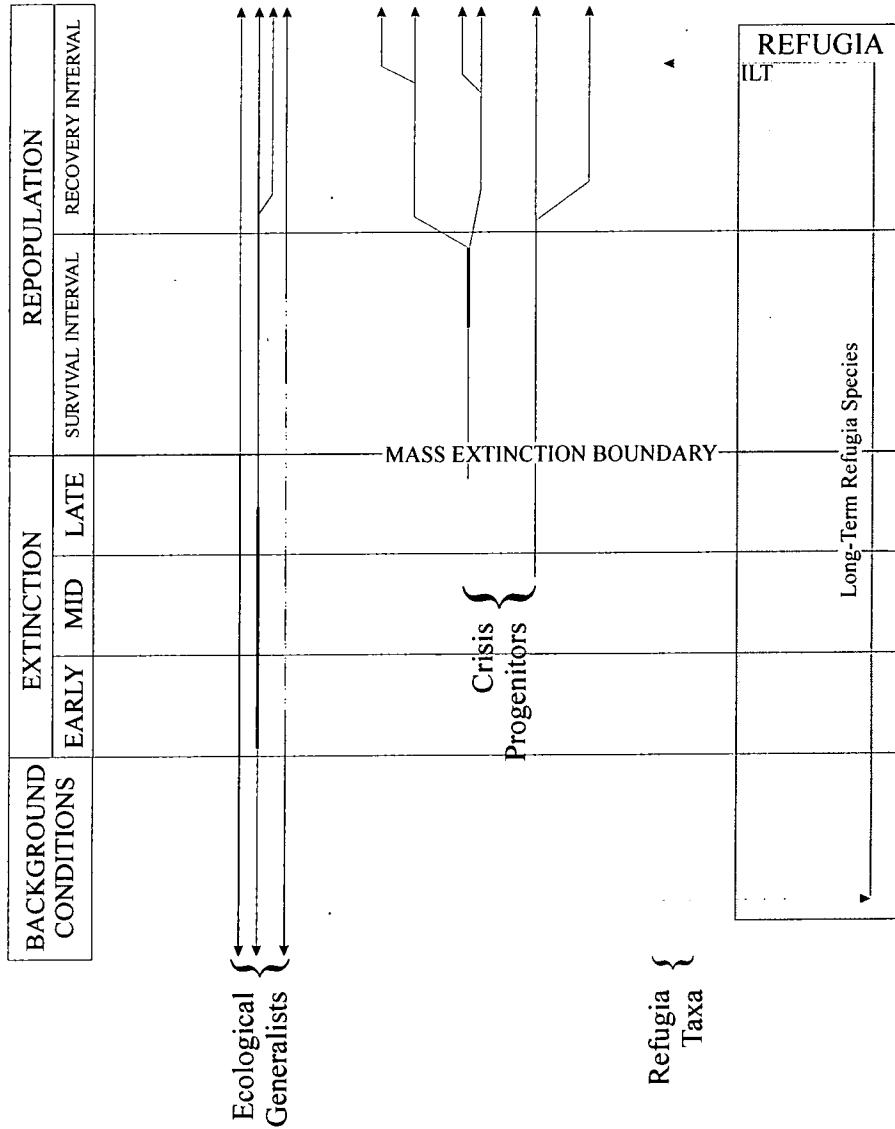 BACKGROUND
CONDITIONS
EXTINCTION
EARLY
MID
LATE
REPOPULATION
SURVIVAL INTERVAL
RECOVERY INTERVAL
Ecological
Generalists
MASS EXTINCTION BOUNDARY
Crisis
Progenitors
Refugia
Taxa
REFUGIA
ILT
Long-Term Refugia Species